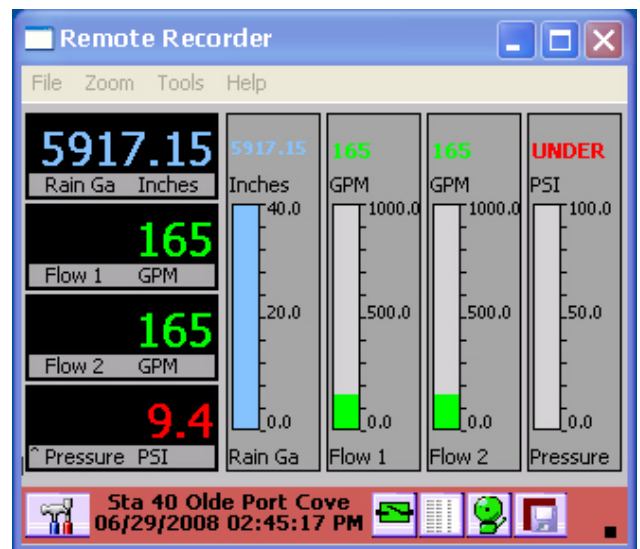 Remote Recorder
File Zoom Tools Help
5917.15
Rain Ga Inches
165
Flow 1 GPM
165
Flow 2 GPM
9.4
^ Pressure PSI
5917.15
Inches
40.0
20.0
0.0
Rain Ga
165
GPM
1000.0
500.0
0.0
Flow 1
165
GPM
1000.0
500.0
0.0
Flow 2
UNDER
PSI
100.0
50.0
0.0
Pressure
Sta 40 Olde Port Cove
06/29/2008 02:45:17 PM